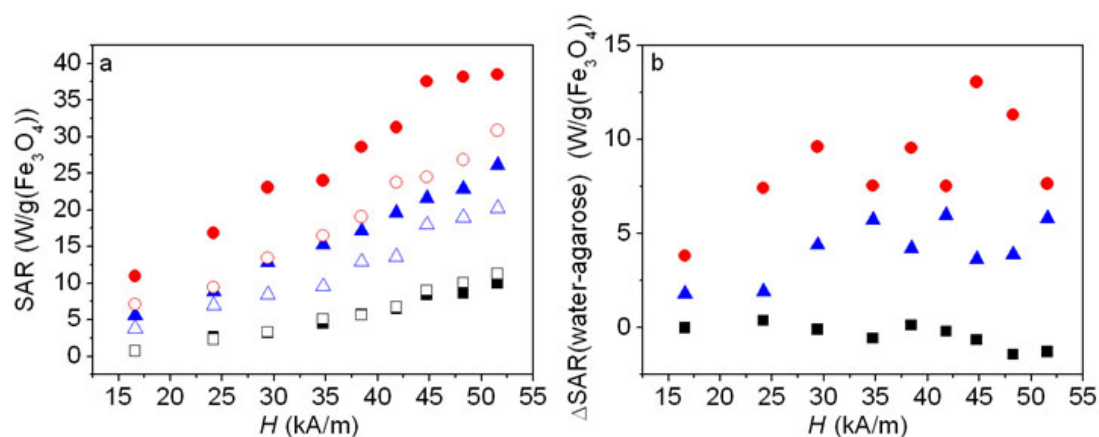 a
SAR (W/g(Fe₃O₄))
40
35
30
25
20
15
10
5
0
15 20 25 30 35 40 45 50 55
H (kA/m)
b
△SAR(water-agarose) (W/g(Fe₃O₄))
15
10
5
0
15 20 25 30 35 40 45 50 55
H (kA/m)